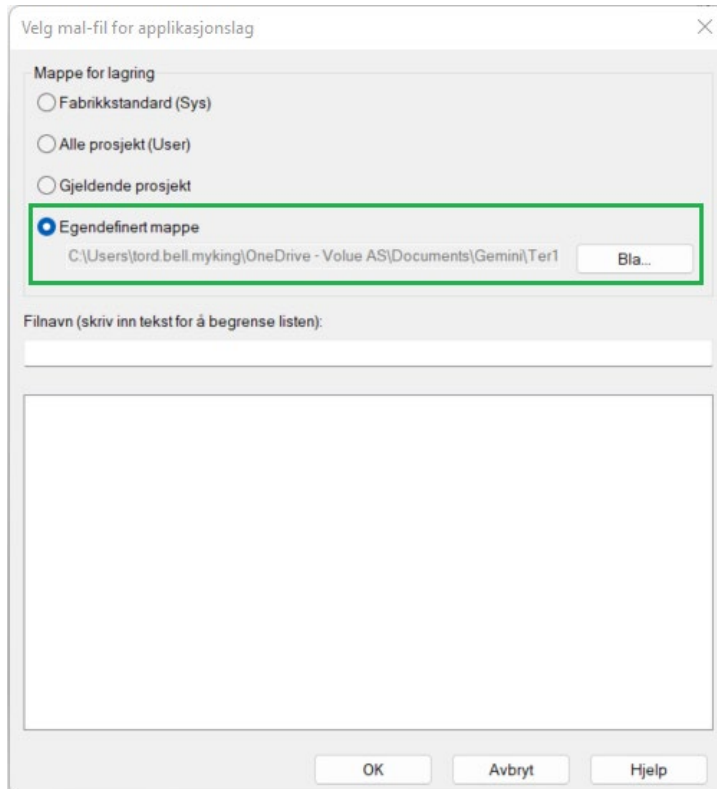 Velg mal-fil for applikasjonslag
Mappe for lagring
Fabrikkstandard (Sys)
Alle prosjekt (User)
Gjeldende prosjekt
Egendefinert mappe
C:\Users\tord.bell.myking\OneDrive - Volue AS\Documents\Gemini\Ter1
Bla...
Filnavn (skriv inn tekst for å begrense listen):
OK
Avbryt
Hjelp